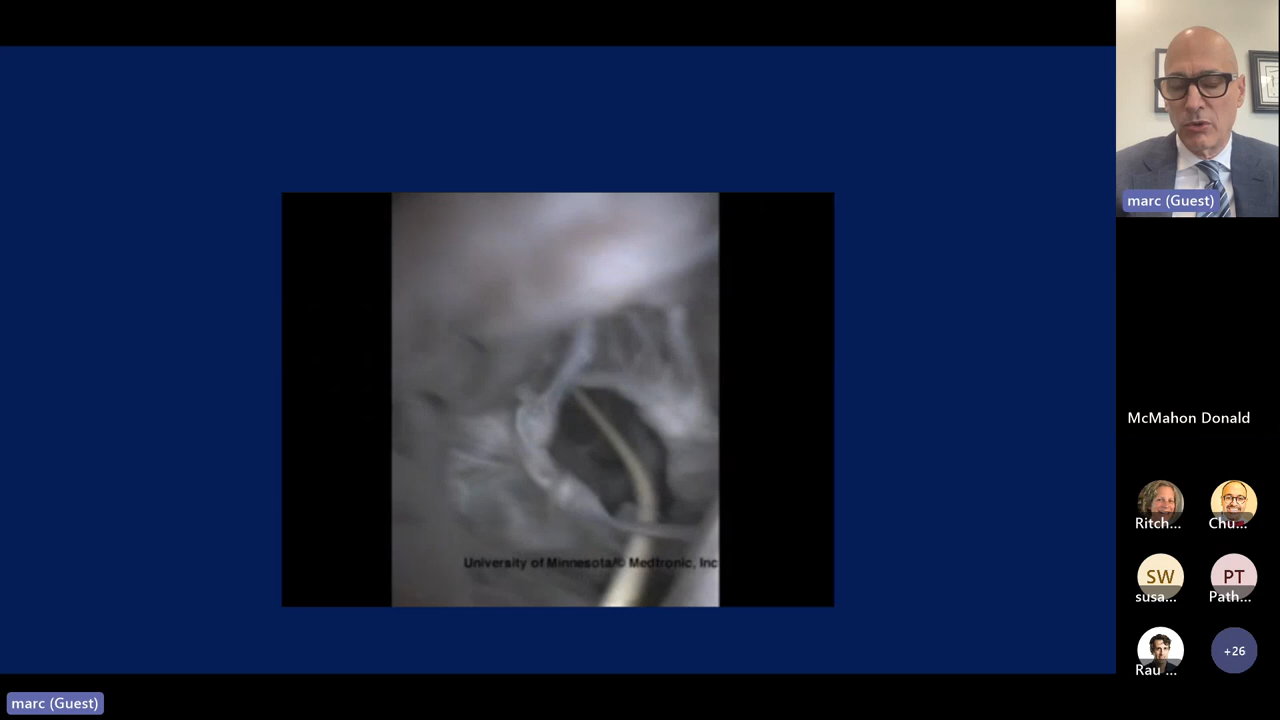 University of Minnesota/© Medtronic, Inc
marc (Guest)
McMahon Donald
Ritch...
Chu...
SW
PT
susa...
Path...
Rau ...
+26
marc (Guest)